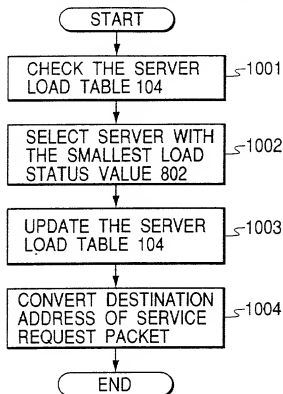 START
CHECK THE SERVER
LOAD TABLE 104
1001
SELECT SERVER WITH
THE SMALLEST LOAD
STATUS VALUE 802
1002
UPDATE THE SERVER
LOAD TABLE 104
1003
CONVERT DESTINATION
ADDRESS OF SERVICE
REQUEST PACKET
1004
END